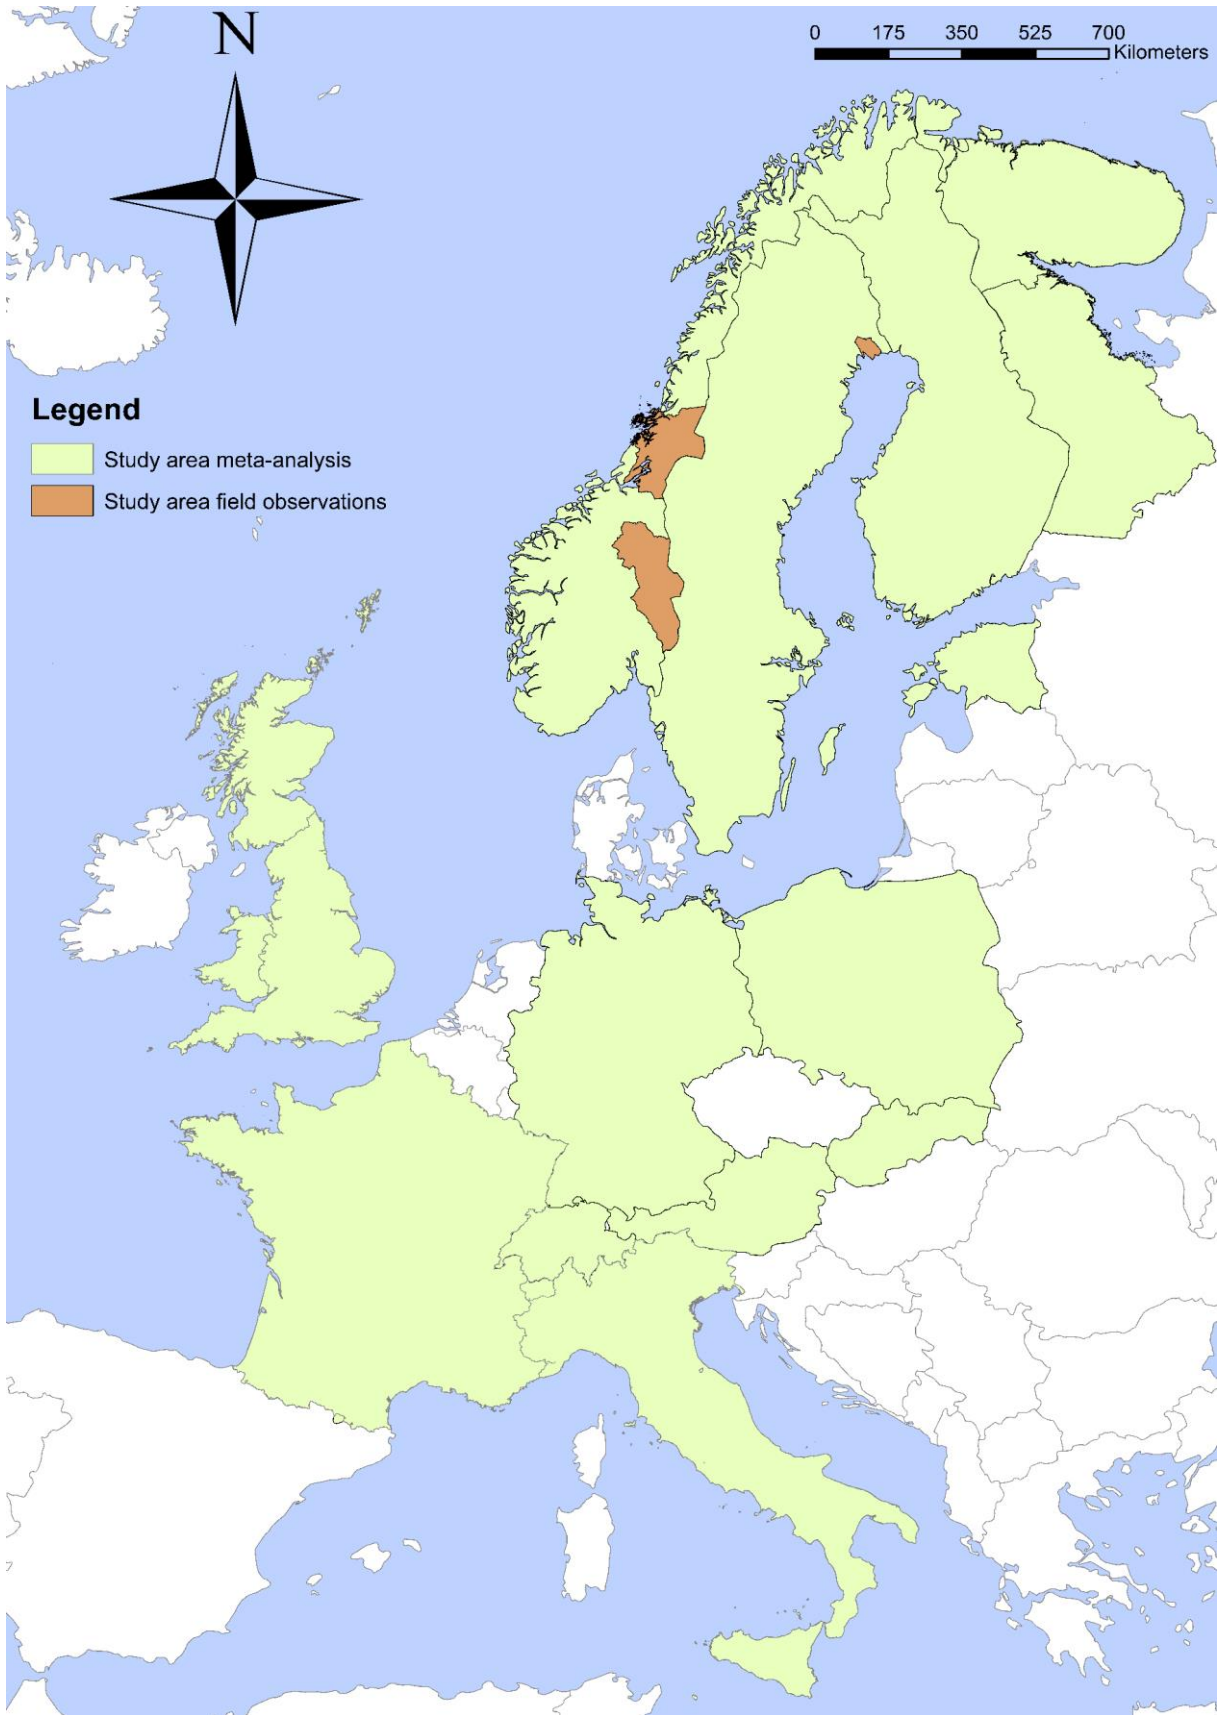 N
0 175 350 525 700
Kilometers
Legend
Study area meta-analysis
Study area field observations